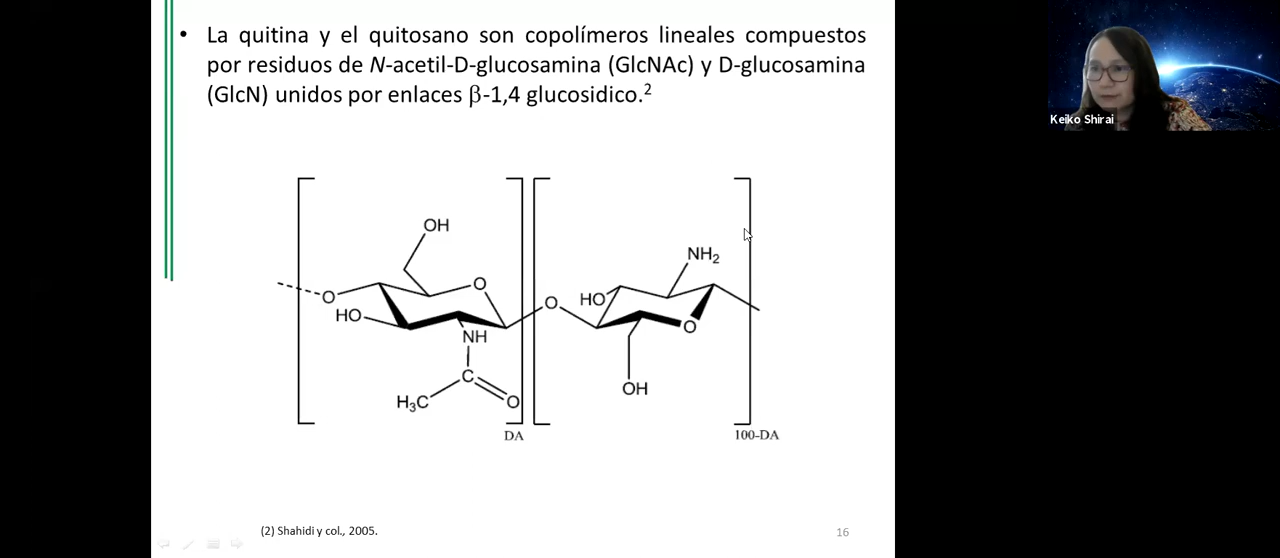 • La quitina y el quitosano son copolímeros lineales compuestos
por residuos de N-acetil-D-glucosamina (GlcNAc) y D-glucosamina
(GlcN) unidos por enlaces β-1,4 glucosidico.²
Keiko Shirai
OH
NH₂
O
O
O
HO
HO
O
NH
C
H₃C
O
OH
DA
100-DA
(2) Shahidi y col., 2005.
16